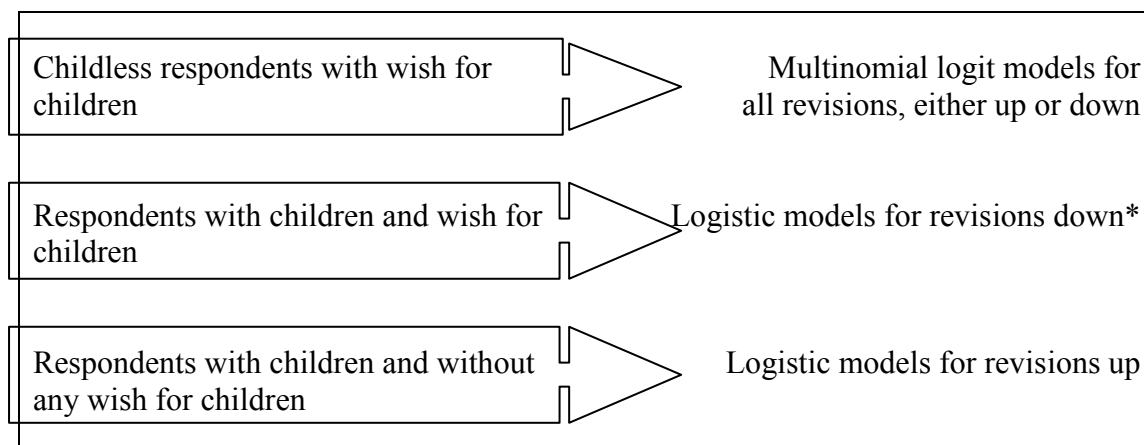 Childless respondents with wish for
children
Multinomial logit models for
all revisions, either up or down
Respondents with children and wish for
children
Logistic models for revisions down*
Respondents with children and without
any wish for children
Logistic models for revisions up